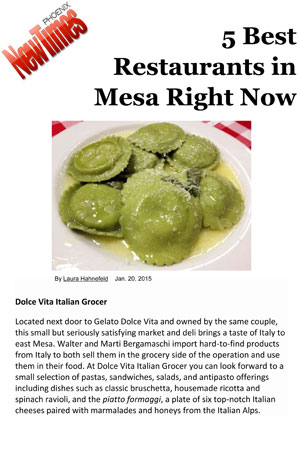 PHOENIX
NewTimes
5 Best
Restaurants in
Mesa Right Now
By Laura Hahnefeld   Jan. 20, 2015
Dolce Vita Italian Grocer
Located next door to Gelato Dolce Vita and owned by the same couple,
this small but seriously satisfying market and deli brings a taste of Italy to
east Mesa. Walter and Marti Bergamaschi import hard-to-find products
from Italy to both sell them in the grocery side of the operation and use
them in their food. At Dolce Vita Italian Grocer you can look forward to a
small selection of pastas, sandwiches, salads, and antipasto offerings
including dishes such as classic bruschetta, housemade ricotta and
spinach ravioli, and the piatto formaggi, a plate of six top-notch Italian
cheeses paired with marmalades and honeys from the Italian Alps.